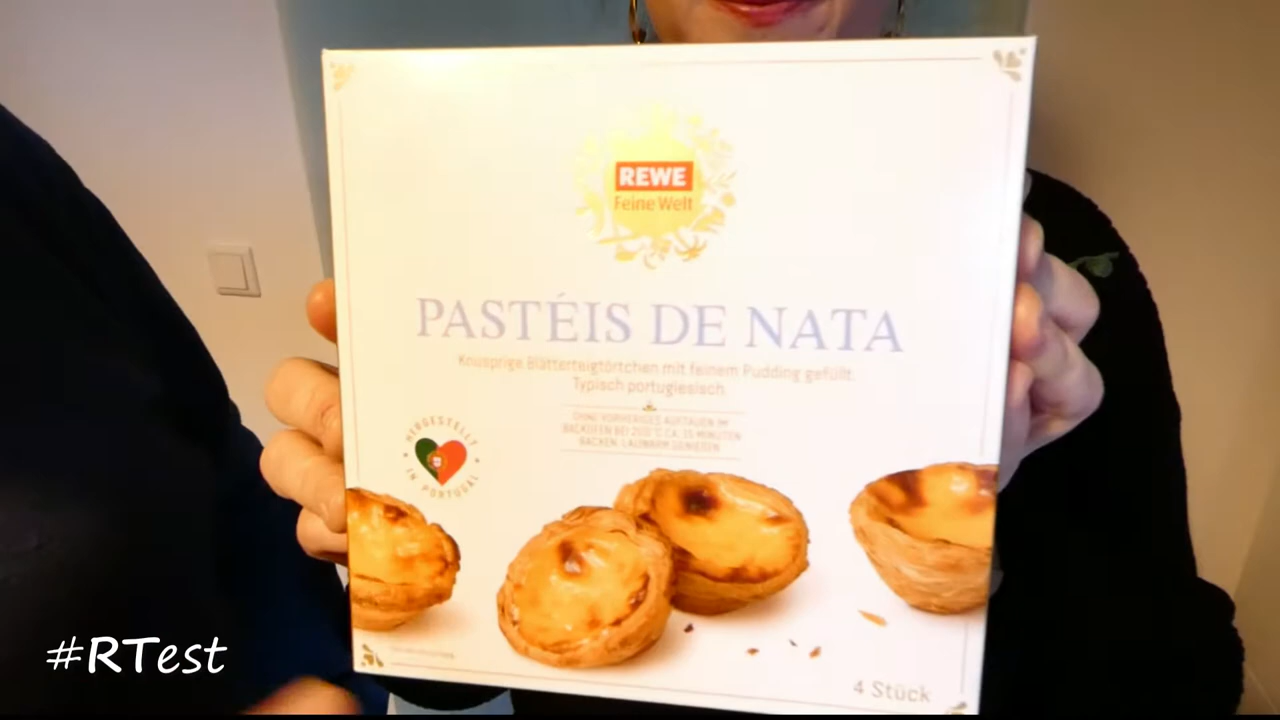 REWE
Feine Welt
PASTÉIS DE NATA
Knusprige Blätterteigtörtchen mit feinem Pudding gefüllt.
Typisch portugiesisch.
OHNE VORHERIGES AUFTAUEN IM
BACKOFEN BEI 200°C CA. 15 MINUTEN
BACKEN. LAUWARM GENIEßEN
HERGESTELLT
IN PORTUGAL
#RTest
4 Stück